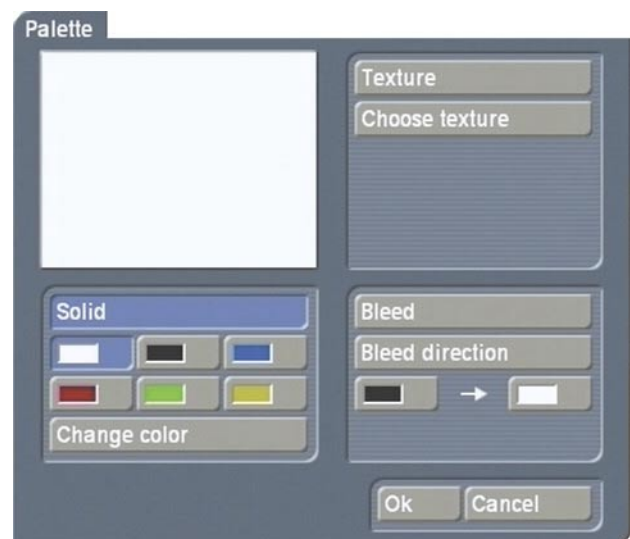 Palette
Texture
Choose texture
Solid
Change color
Bleed
Bleed direction
Ok
Cancel